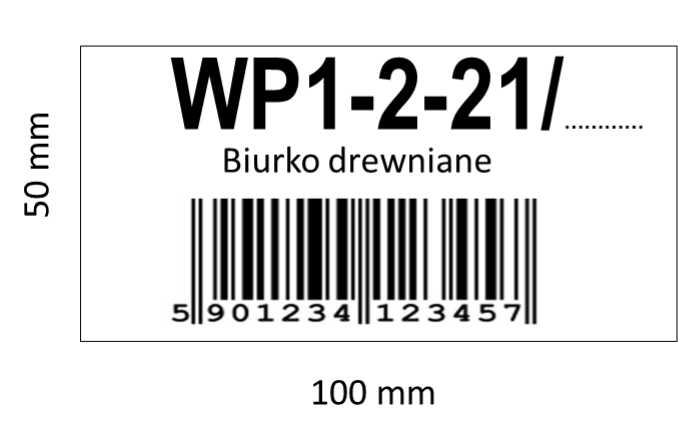 WP1-2-21/............
Biurko drewniane
5 901234 123457
50 mm
100 mm